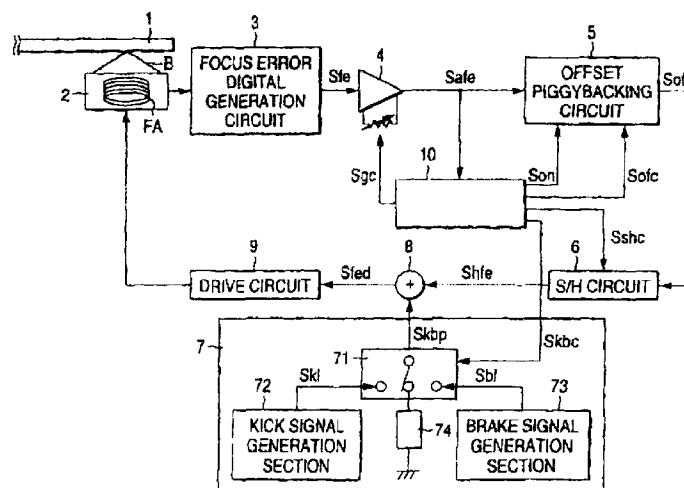 1
3
5
B
FOCUS ERROR
DIGITAL
GENERATION
CIRCUIT
Sfe
4
Safe
OFFSET
PIGGYBACKING
CIRCUIT
Sof
2
FA
Sgc
10
Son
Sofc
Sshc
9
8
6
DRIVE CIRCUIT
Sfed
+
Shfe
S/H CIRCUIT
Skbp
Skbc
7
71
72
Ski
Sbl
73
KICK SIGNAL
GENERATION
SECTION
74
BRAKE SIGNAL
GENERATION
SECTION